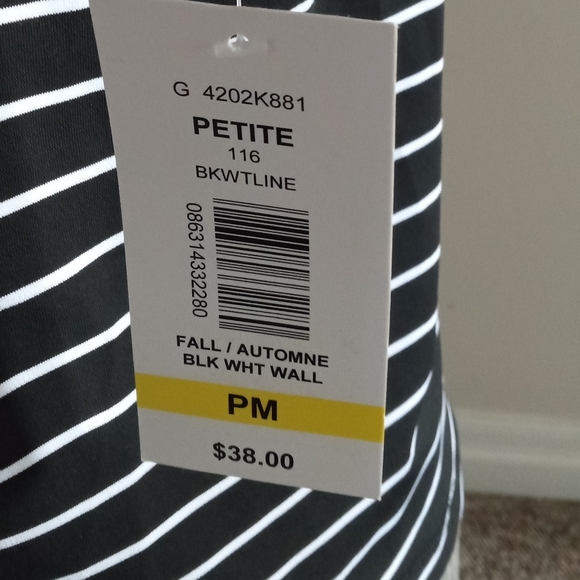 G 4202K881
PETITE
116
BKWTLINE
086314332280
FALL / AUTOMNE
BLK WHT WALL
PM
$38.00